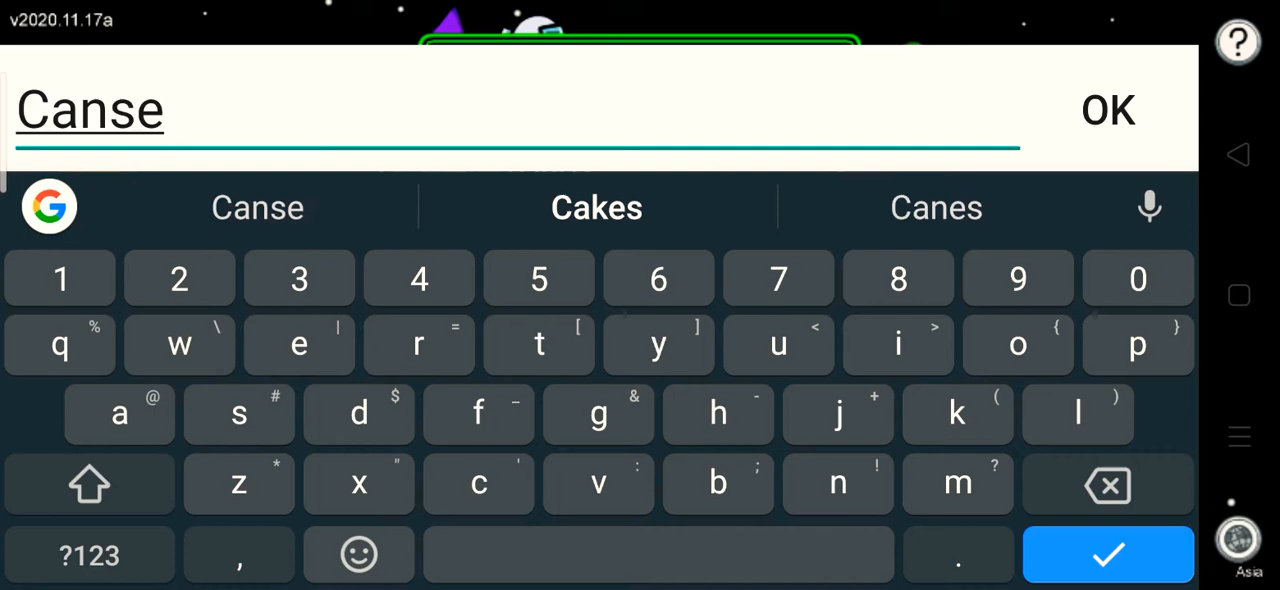 v2020.11.17a
?
Canse
OK
G Canse Cakes Canes
1 2 3 4 5 6 7 8 9 0
% \ | = [ ] < > { }
q w e r t y u i o p
@ # $ _ & - + ( )
a s d f g h j k l
* " ' : ; ! ?
z x c v b n m
?123 , .
Asia